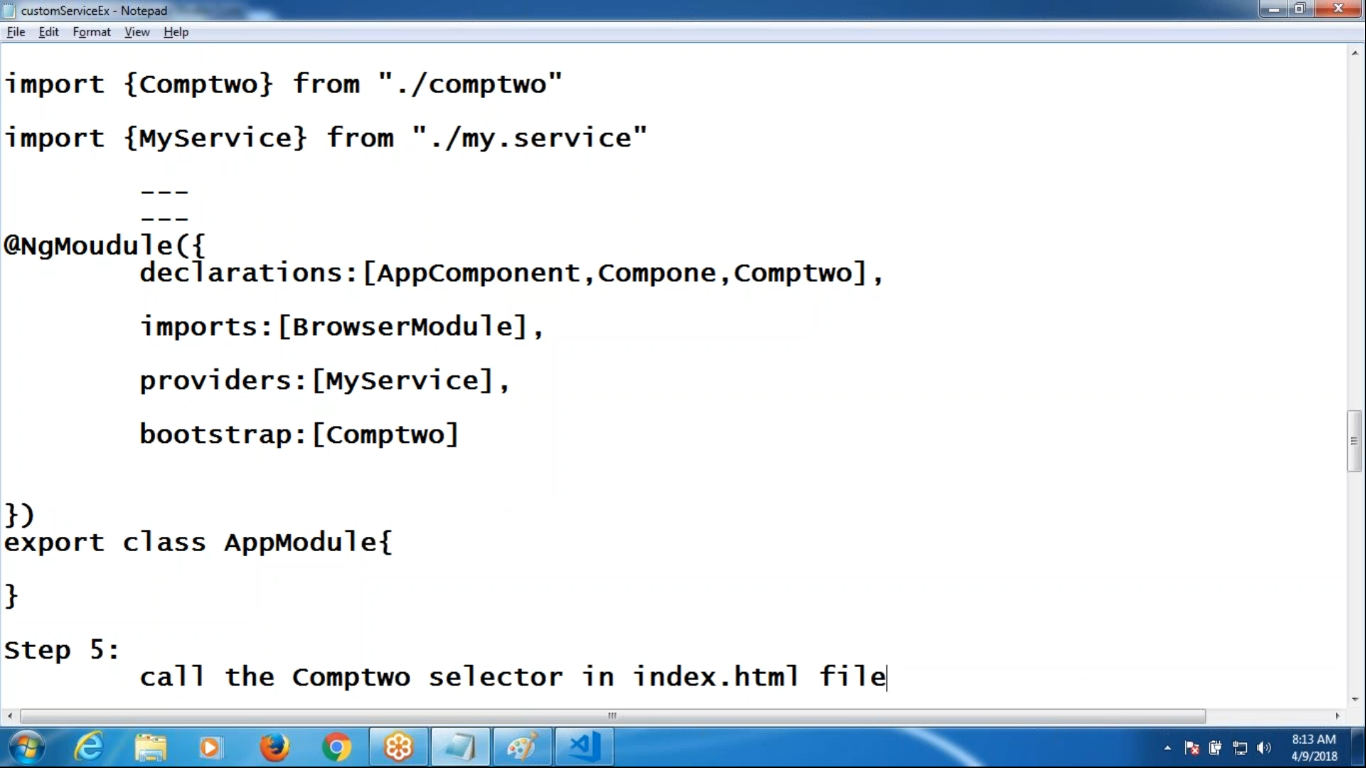 customServiceEx - Notepad
File Edit Format View Help
import {Comptwo} from "./comptwo"
import {MyService} from "./my.service"
---
---
@NgMoudule({
declarations:[AppComponent,Compone,Comptwo],
imports:[BrowserModule],
providers:[MyService],
bootstrap:[Comptwo]
})
export class AppModule{
}
Step 5:
call the Comptwo selector in index.html file
8:13 AM
4/9/2018